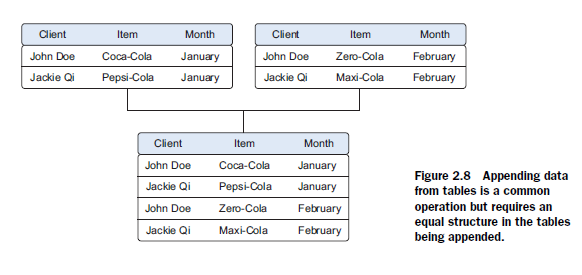 Client Item Month
John Doe Coca-Cola January
Jackie Qi Pepsi-Cola January
Client Item Month
John Doe Zero-Cola February
Jackie Qi Maxi-Cola February
Client Item Month
John Doe Coca-Cola January
Jackie Qi Pepsi-Cola January
John Doe Zero-Cola February
Jackie Qi Maxi-Cola February
Figure 2.8 Appending data
from tables is a common
operation but requires an
equal structure in the tables
being appended.